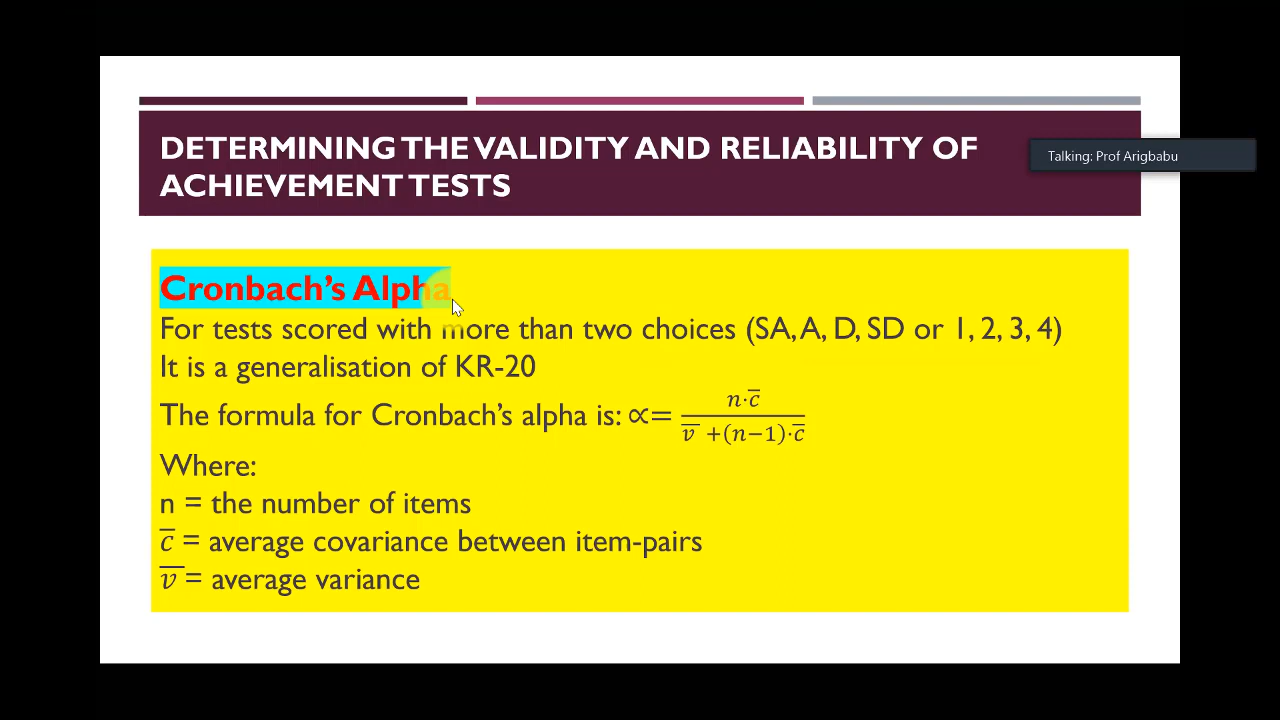 DETERMINING THE VALIDITY AND RELIABILITY OF
ACHIEVEMENT TESTS
Talking: Prof Arigbabu
Cronbach's Alpha
For tests scored with more than two choices (SA, A, D, SD or 1, 2, 3, 4)
It is a generalisation of KR-20
The formula for Cronbach's alpha is: ∝= n·c̅ / v̅ +(n−1)·c̅
Where:
n = the number of items
c̅ = average covariance between item-pairs
v̅ = average variance